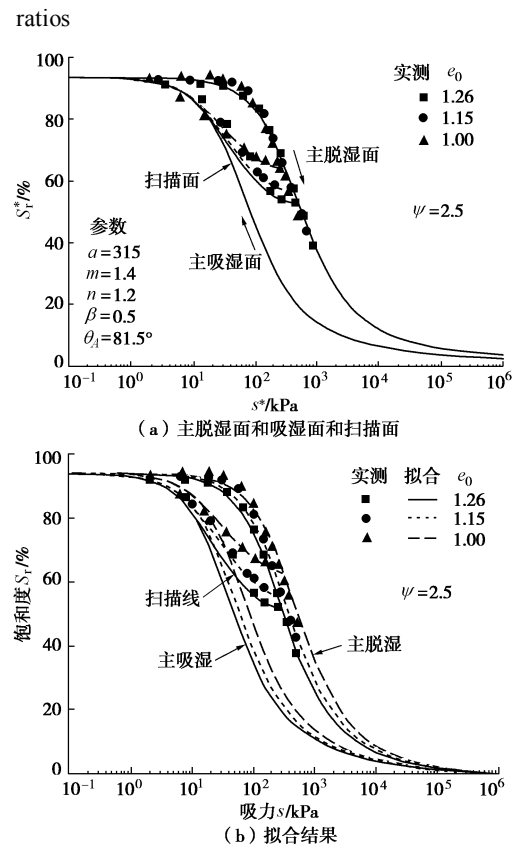 ratios
100
80
60
40
20
0
S*r/%
实测 e0
1.26
1.15
1.00
主脱湿面
扫描面
ψ=2.5
参数
a=315
m=1.4
n=1.2
β=0.5
θA=81.5°
主吸湿面
10⁻¹ 10⁰ 10¹ 10² 10³ 10⁴ 10⁵ 10⁶
s*/kPa
(a)主脱湿面和吸湿面和扫描面
100
80
60
40
20
0
饱和度Sr/%
实测 拟合 e0
1.26
1.15
1.00
扫描线
ψ=2.5
主吸湿
主脱湿
10⁻¹ 10⁰ 10¹ 10² 10³ 10⁴ 10⁵ 10⁶
吸力s/kPa
(b)拟合结果